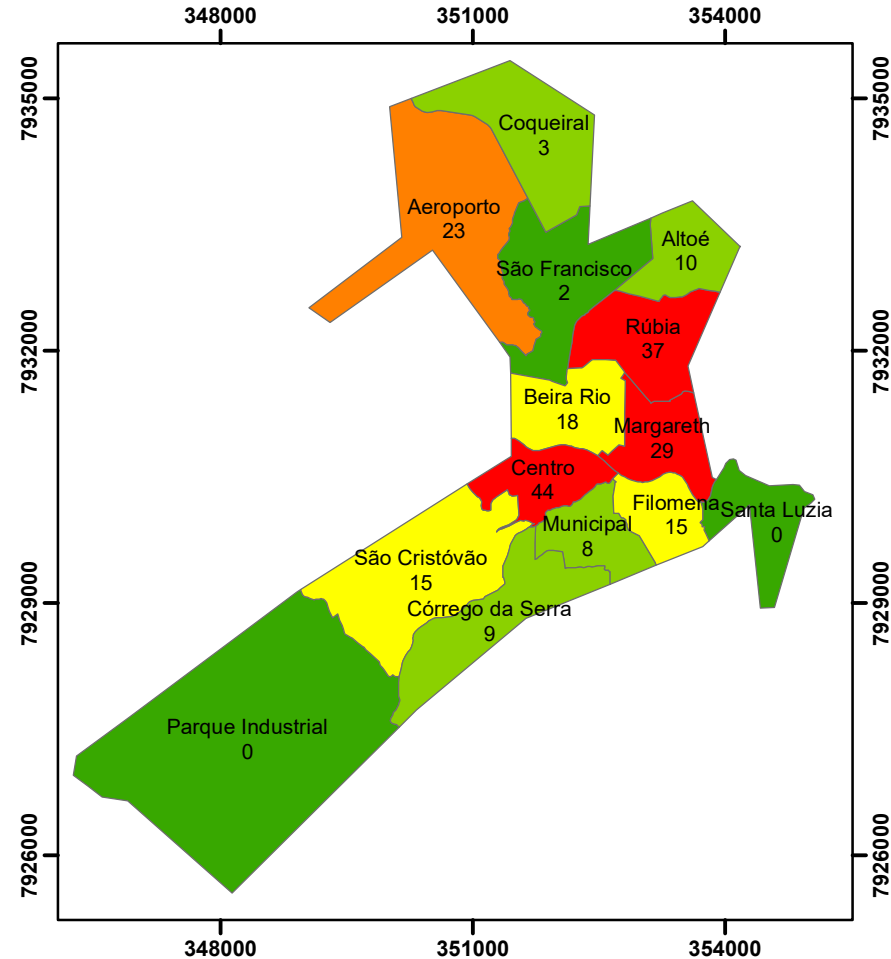 348000
351000
354000
7935000
7935000
Coqueiral
3
Aeroporto
23
Altoé
10
São Francisco
2
Rúbia
37
7932000
7932000
Beira Rio
18
Margareth
29
Centro
44
Filomena
15
Santa Luzia
0
Municipal
8
São Cristóvão
15
Córrego da Serra
9
7929000
7929000
Parque Industrial
0
7926000
7926000
348000
351000
354000